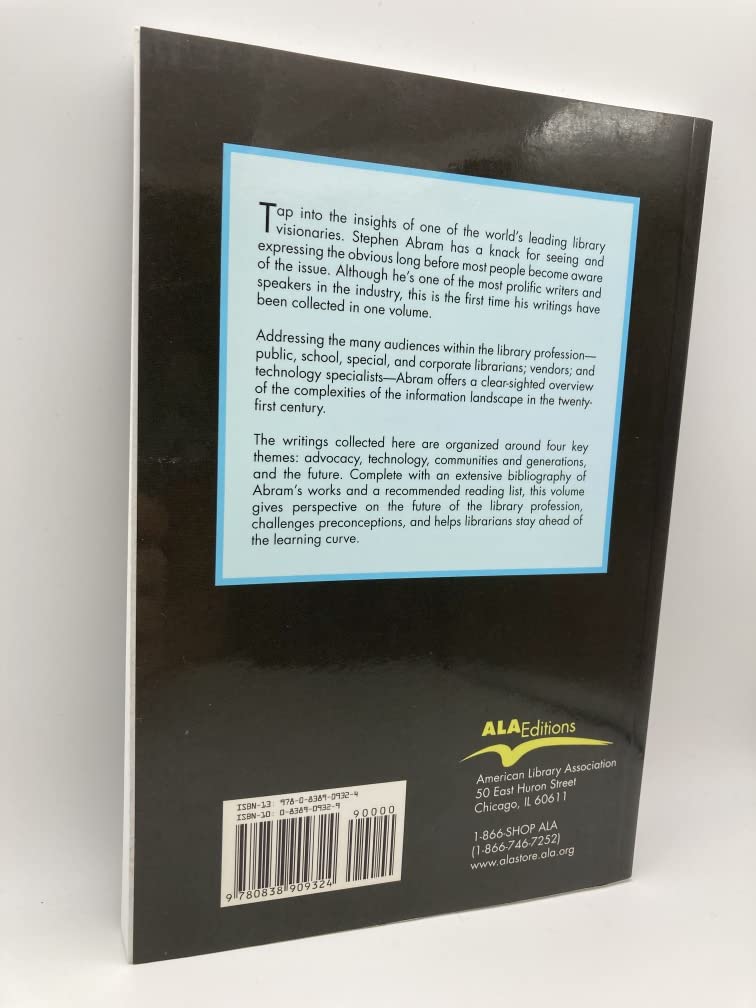 Tap into the insights of one of the world's leading library
visionaries. Stephen Abram has a knack for seeing and
expressing the obvious long before most people become aware
of the issue. Although he's one of the most prolific writers and
speakers in the industry, this is the first time his writings have
been collected in one volume.
Addressing the many audiences within the library profession—
public, school, special, and corporate librarians; vendors; and
technology specialists—Abram offers a clear-sighted overview
of the complexities of the information landscape in the twenty-
first century.
The writings collected here are organized around four key
themes: advocacy, technology, communities and generations,
and the future. Complete with an extensive bibliography of
Abram's works and a recommended reading list, this volume
gives perspective on the future of the library profession,
challenges preconceptions, and helps librarians stay ahead of
the learning curve.
ALAEditions
American Library Association
50 East Huron Street
Chicago, IL 60611
1-866-SHOP ALA
(1-866-746-7252)
www.alastore.ala.org
ISBN-13: 978-0-8389-0932-4
ISBN-10: 0-8389-0932-9
90000
9 780838 909324